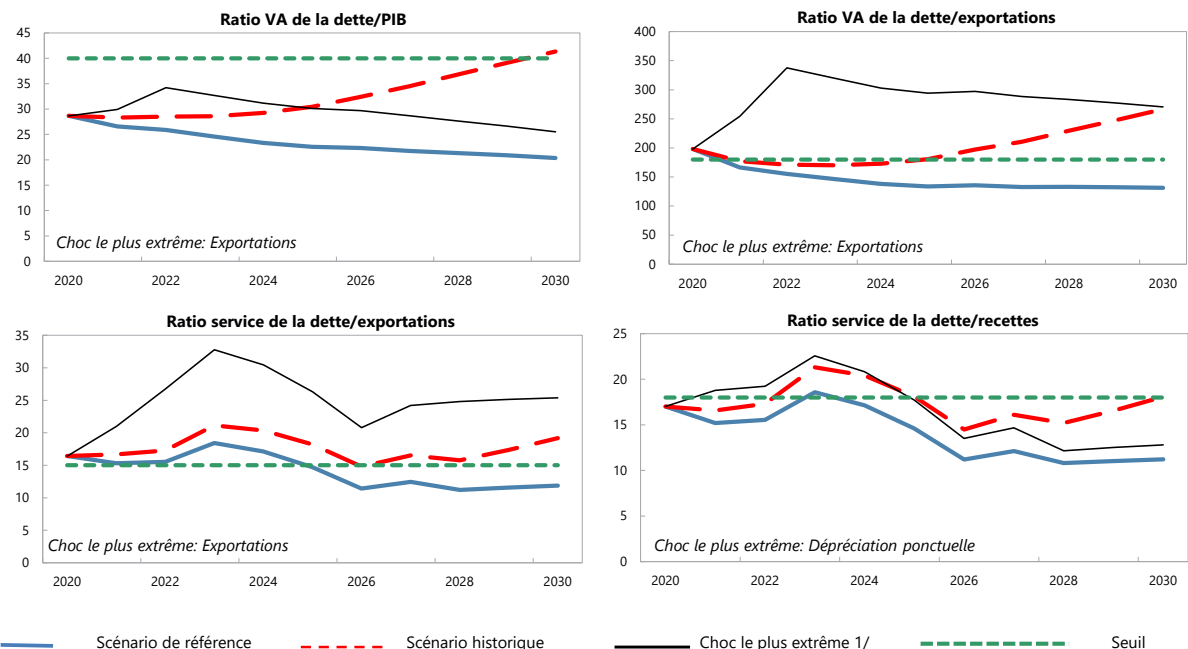 Ratio VA de la dette/PIB
45
40
35
30
25
20
15
10
5
0
Choc le plus extrême: Exportations
2020 2022 2024 2026 2028 2030
Ratio VA de la dette/exportations
400
350
300
250
200
150
100
50
0
Choc le plus extrême: Exportations
2020 2022 2024 2026 2028 2030
Ratio service de la dette/exportations
35
30
25
20
15
10
5
0
Choc le plus extrême: Exportations
2020 2022 2024 2026 2028 2030
Ratio service de la dette/recettes
25
20
15
10
5
0
Choc le plus extrême: Dépréciation ponctuelle
2020 2022 2024 2026 2028 2030
Scénario de référence Scénario historique Choc le plus extrême 1/ Seuil